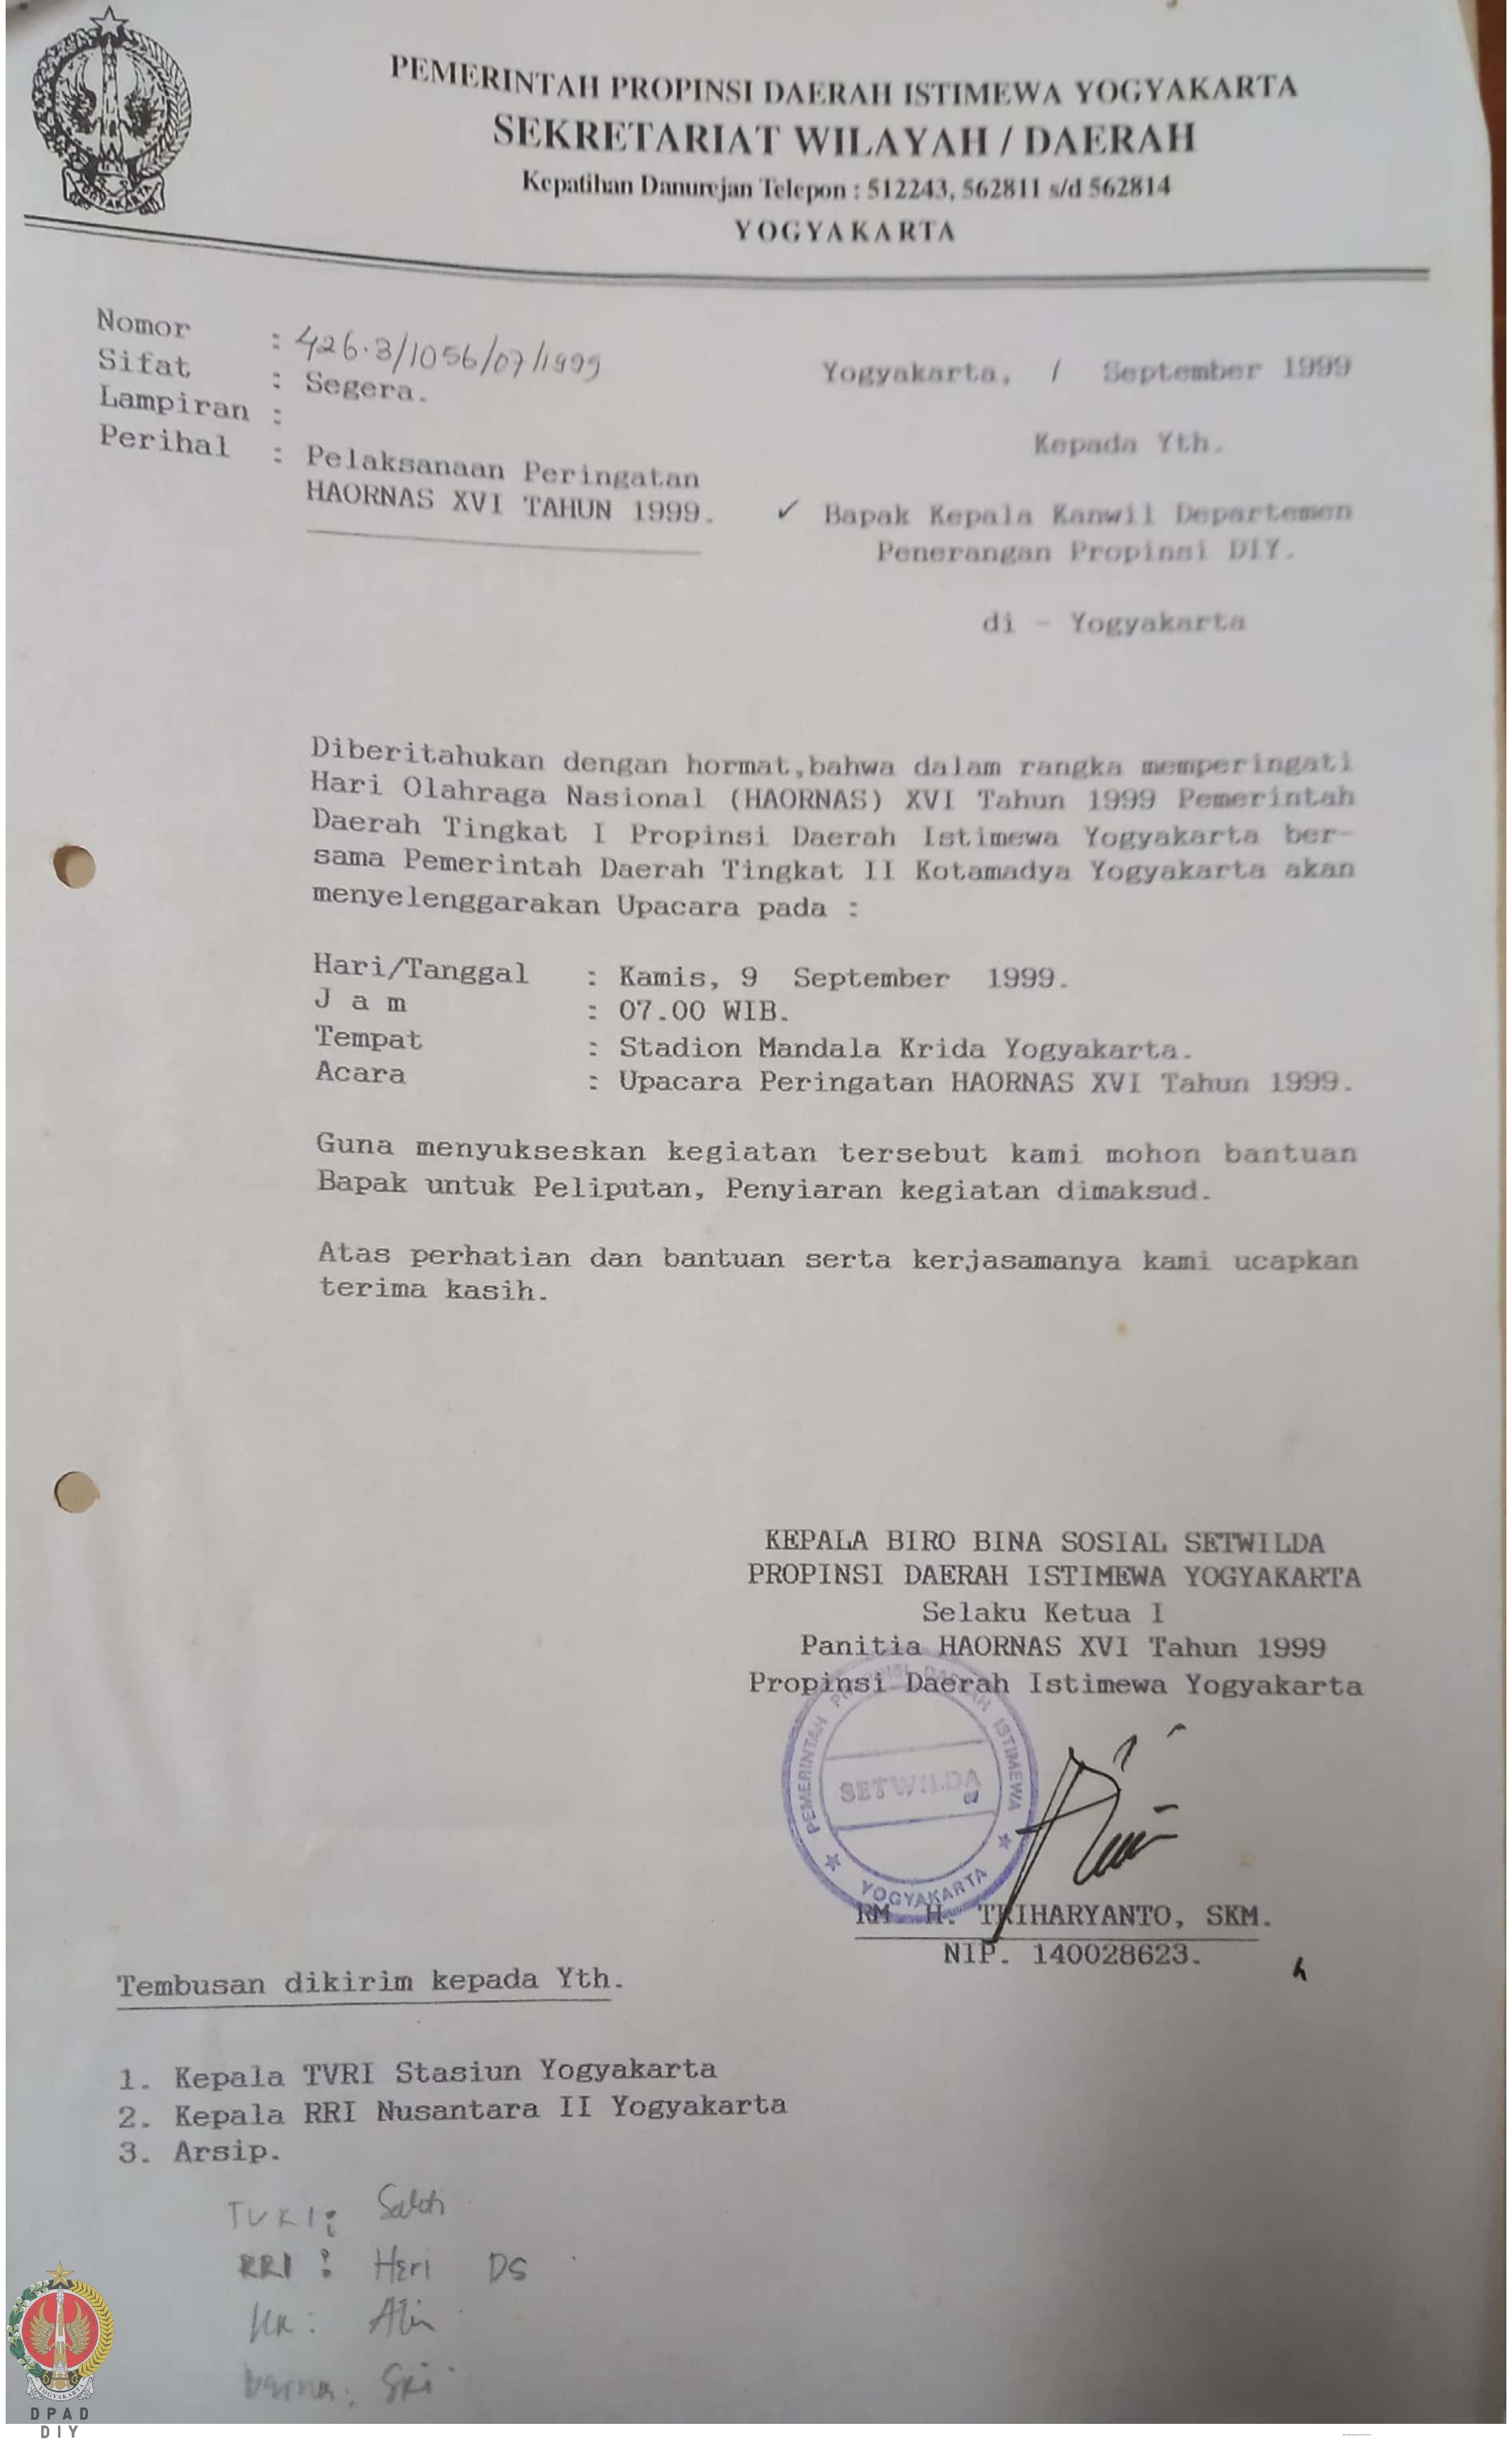 PEMERINTAH PROPINSI DAERAH ISTIMEWA YOGYAKARTA
SEKRETARIAT WILAYAH / DAERAH
Kepatihan Danurejan Telepon : 512243, 562811 s/d 562814
YOGYAKARTA
YOGYAKARTA
Nomor : 426.3/1056/07/1999
Sifat : Segera.
Lampiran :
Perihal : Pelaksanaan Peringatan
HAORNAS XVI TAHUN 1999.
Yogyakarta, / September 1999
Kepada Yth.
✓ Bapak Kepala Kanwil Departemen
Penerangan Propinsi DIY.
di - Yogyakarta
Diberitahukan dengan hormat,bahwa dalam rangka memperingati
Hari Olahraga Nasional (HAORNAS) XVI Tahun 1999 Pemerintah
Daerah Tingkat I Propinsi Daerah Istimewa Yogyakarta ber-
sama Pemerintah Daerah Tingkat II Kotamadya Yogyakarta akan
menyelenggarakan Upacara pada :
Hari/Tanggal : Kamis, 9 September 1999.
J a m : 07.00 WIB.
Tempat : Stadion Mandala Krida Yogyakarta.
Acara : Upacara Peringatan HAORNAS XVI Tahun 1999.
Guna menyukseskan kegiatan tersebut kami mohon bantuan
Bapak untuk Peliputan, Penyiaran kegiatan dimaksud.
Atas perhatian dan bantuan serta kerjasamanya kami ucapkan
terima kasih.
KEPALA BIRO BINA SOSIAL SETWILDA
PROPINSI DAERAH ISTIMEWA YOGYAKARTA
Selaku Ketua I
Panitia HAORNAS XVI Tahun 1999
Propinsi Daerah Istimewa Yogyakarta
PEMERINTAH PROPINSI DAERAH ISTIMEWA
SETWILDA
YOGYAKARTA
RM. H. TRIHARYANTO, SKM.
NIP. 140028623.
Tembusan dikirim kepada Yth.
1. Kepala TVRI Stasiun Yogyakarta
2. Kepala RRI Nusantara II Yogyakarta
3. Arsip.
TVRI :
RRI : Heri DS
: Sri
YOGYAKARTA
DPAD
DIY